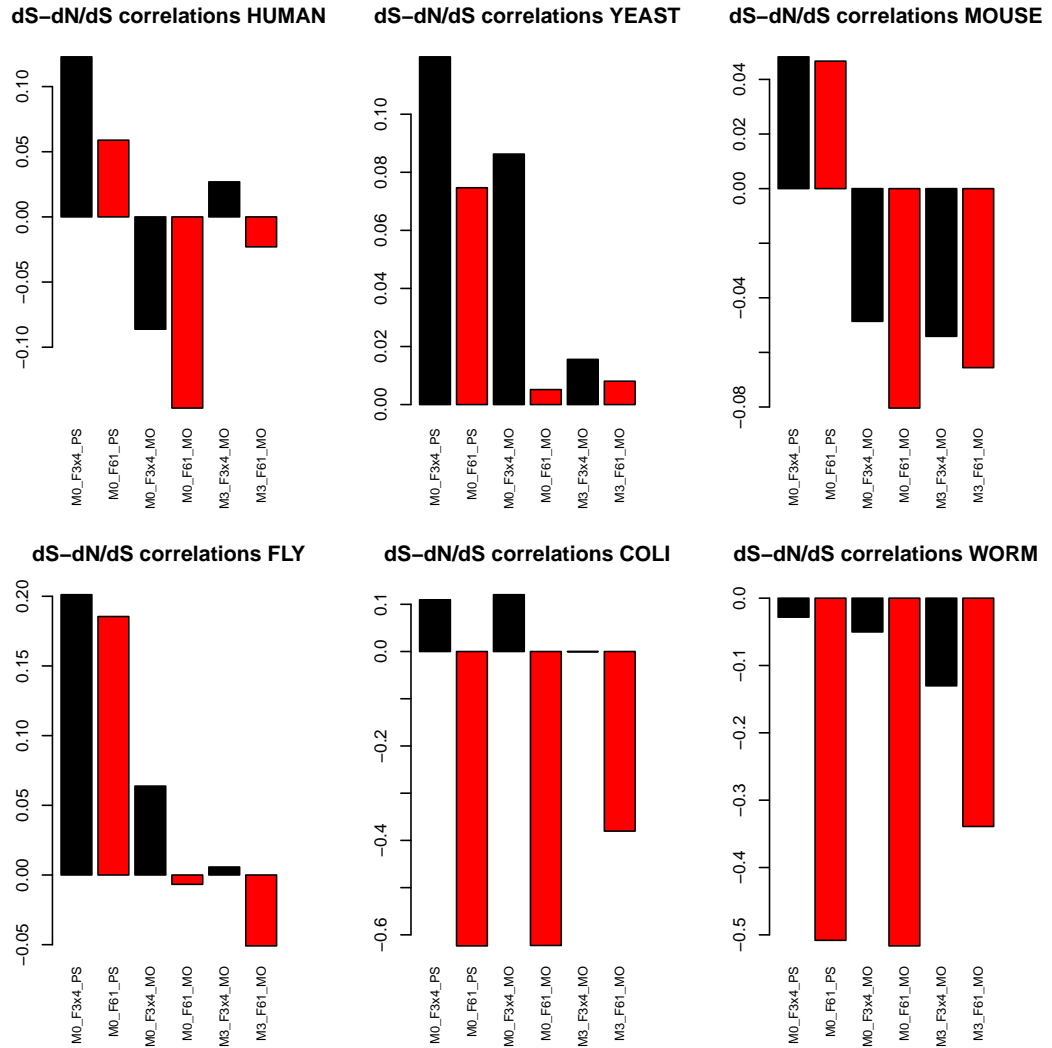 dS−dN/dS correlations HUMAN
0.10
0.05
0.00
−0.05
−0.10
M0_F3x4_PS
M0_F61_PS
M0_F3x4_MO
M0_F61_MO
M3_F3x4_MO
M3_F61_MO
dS−dN/dS correlations YEAST
0.10
0.08
0.06
0.04
0.02
0.00
M0_F3x4_PS
M0_F61_PS
M0_F3x4_MO
M0_F61_MO
M3_F3x4_MO
M3_F61_MO
dS−dN/dS correlations MOUSE
0.04
0.02
0.00
−0.04
−0.08
M0_F3x4_PS
M0_F61_PS
M0_F3x4_MO
M0_F61_MO
M3_F3x4_MO
M3_F61_MO
dS−dN/dS correlations FLY
0.20
0.15
0.10
0.05
0.00
−0.05
M0_F3x4_PS
M0_F61_PS
M0_F3x4_MO
M0_F61_MO
M3_F3x4_MO
M3_F61_MO
dS−dN/dS correlations COLI
0.1
0.0
−0.2
−0.4
−0.6
M0_F3x4_PS
M0_F61_PS
M0_F3x4_MO
M0_F61_MO
M3_F3x4_MO
M3_F61_MO
dS−dN/dS correlations WORM
0.0
−0.1
−0.2
−0.3
−0.4
−0.5
M0_F3x4_PS
M0_F61_PS
M0_F3x4_MO
M0_F61_MO
M3_F3x4_MO
M3_F61_MO